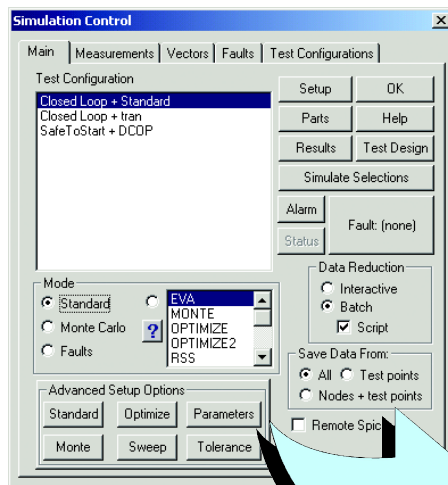 Simulation Control
Main Measurements Vectors Faults Test Configurations
Test Configuration
Closed Loop + Standard
Closed Loop + tran
SafeToStart + DCOP
Setup OK
Parts Help
Results Test Design
Simulate Selections
Alarm
Status
Fault: (none)
Mode
Standard
Monte Carlo
Faults
?
EVA
MONTE
OPTIMIZE
OPTIMIZE2
RSS
Data Reduction
Interactive
Batch
Script
Save Data From:
All Test points
Nodes + test points
Remote Spic
Advanced Setup Options
Standard Optimize Parameters
Monte Sweep Tolerance